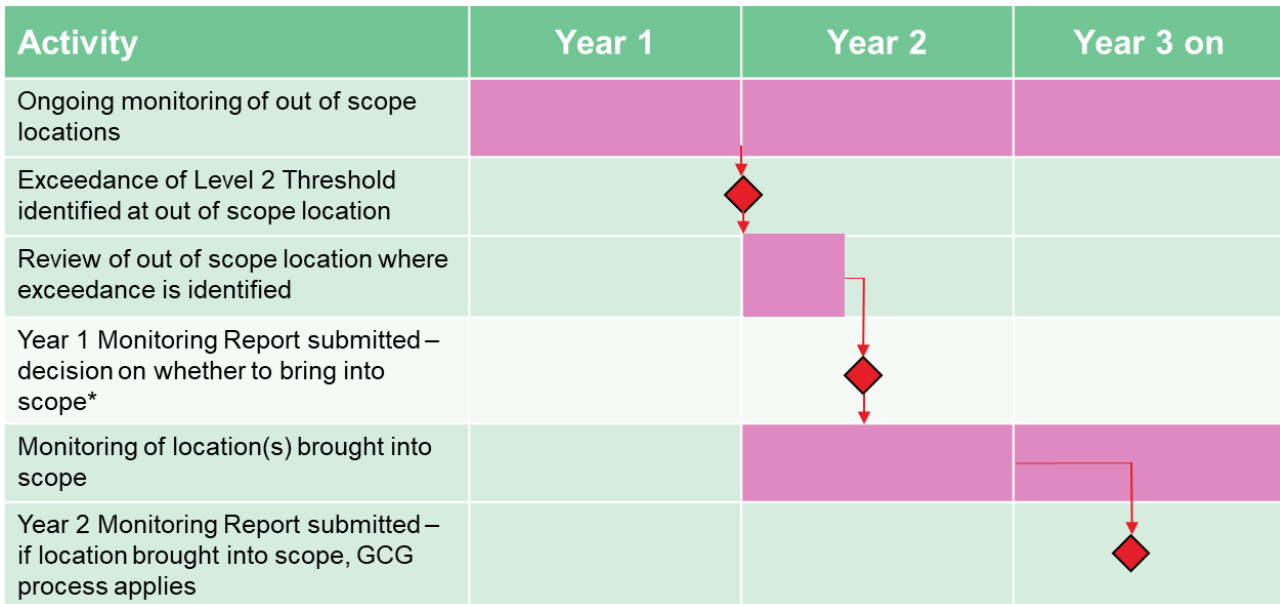 Activity
Year 1
Year 2
Year 3 on
Ongoing monitoring of out of scope
locations
Exceedance of Level 2 Threshold
identified at out of scope location
Review of out of scope location where
exceedance is identified
Year 1 Monitoring Report submitted –
decision on whether to bring into
scope*
Monitoring of location(s) brought into
scope
Year 2 Monitoring Report submitted –
if location brought into scope, GCG
process applies